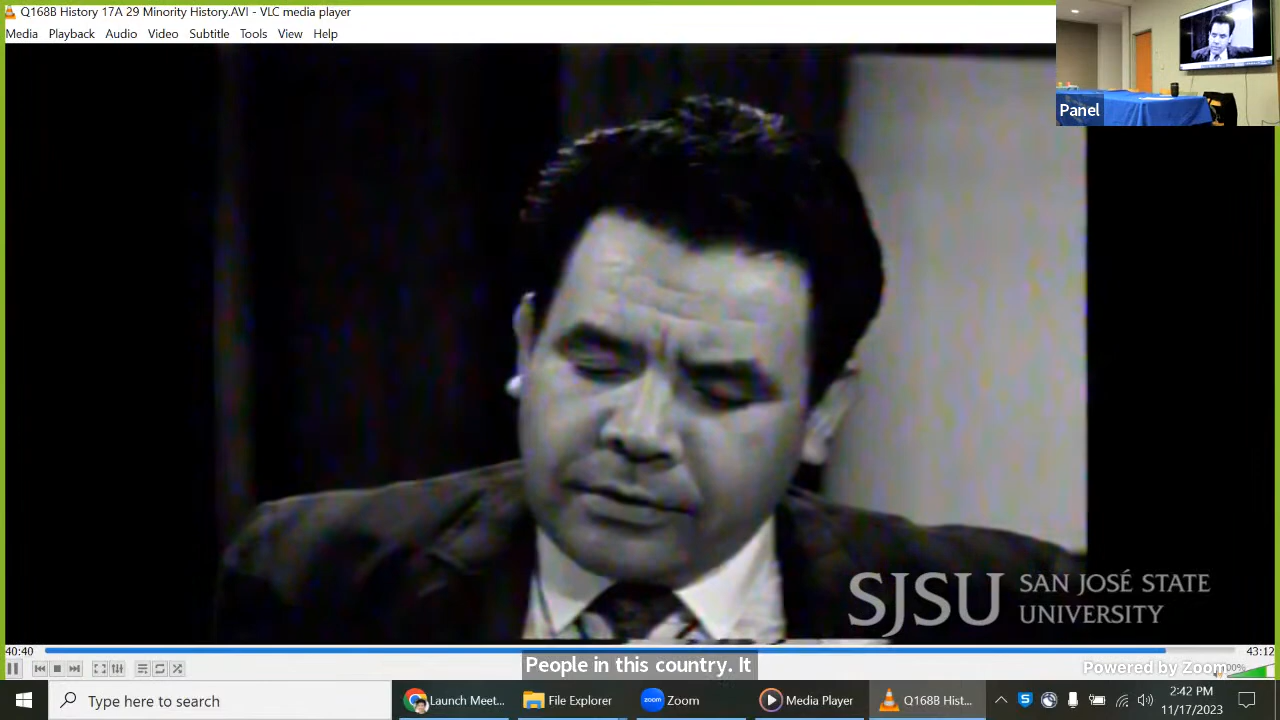 Q168B History 17A 29 Minority History.AVI - VLC media player
Media Playback Audio Video Subtitle Tools View Help
Panel
SJSU SAN JOSÉ STATE
UNIVERSITY
40:40
43:12
People in this country. It
Powered by Zoom
00%
Type here to search
Launch Meet...
File Explorer
zoom
Zoom
Media Player
Q168B Hist...
S
2:42 PM
11/17/2023